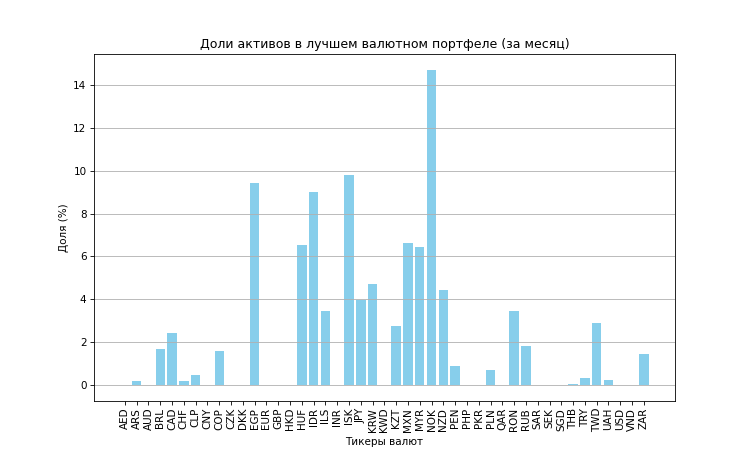 Доли активов в лучшем валютном портфеле (за месяц)
Доля (%)
14
12
10
8
6
4
2
0
AED
ARS
AUD
BRL
CAD
CHF
CLP
CNY
COP
CZK
DKK
EGP
EUR
GBP
HKD
HUF
IDR
ILS
INR
ISK
JPY
KRW
KWD
KZT
MXN
MYR
NOK
NZD
PEN
PHP
PKR
PLN
QAR
RON
RUB
SAR
SEK
SGD
THB
TRY
TWD
UAH
USD
VND
ZAR
Тикеры валют